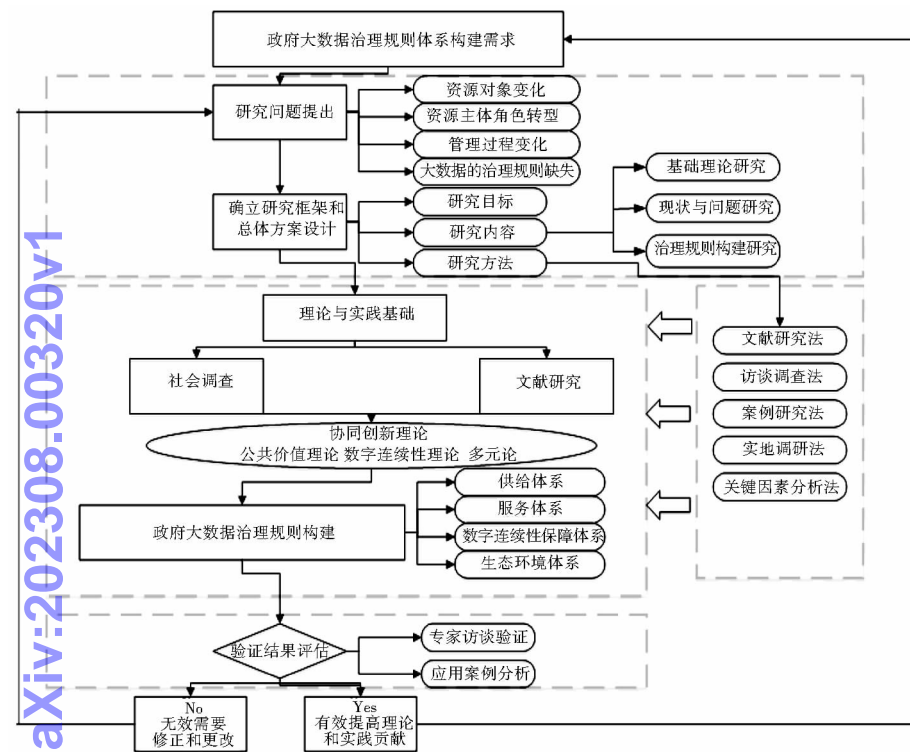 政府大数据治理规则体系构建需求
研究问题提出
资源对象变化
资源主体角色转型
管理过程变化
大数据的治理规则缺失
确立研究框架和
总体方案设计
研究目标
研究内容
研究方法
基础理论研究
现状与问题研究
治理规则构建研究
理论与实践基础
社会调查
文献研究
文献研究法
访谈调查法
案例研究法
实地调研法
关键因素分析法
协同创新理论
公共价值理论 数字连续性理论 多元论
政府大数据治理规则构建
供给体系
服务体系
数字连续性保障体系
生态环境体系
验证结果评估
专家访谈验证
应用案例分析
No
无效需要
修正和更改
Yes
有效提高理论
和实践贡献
aXiv:202308.00320v1